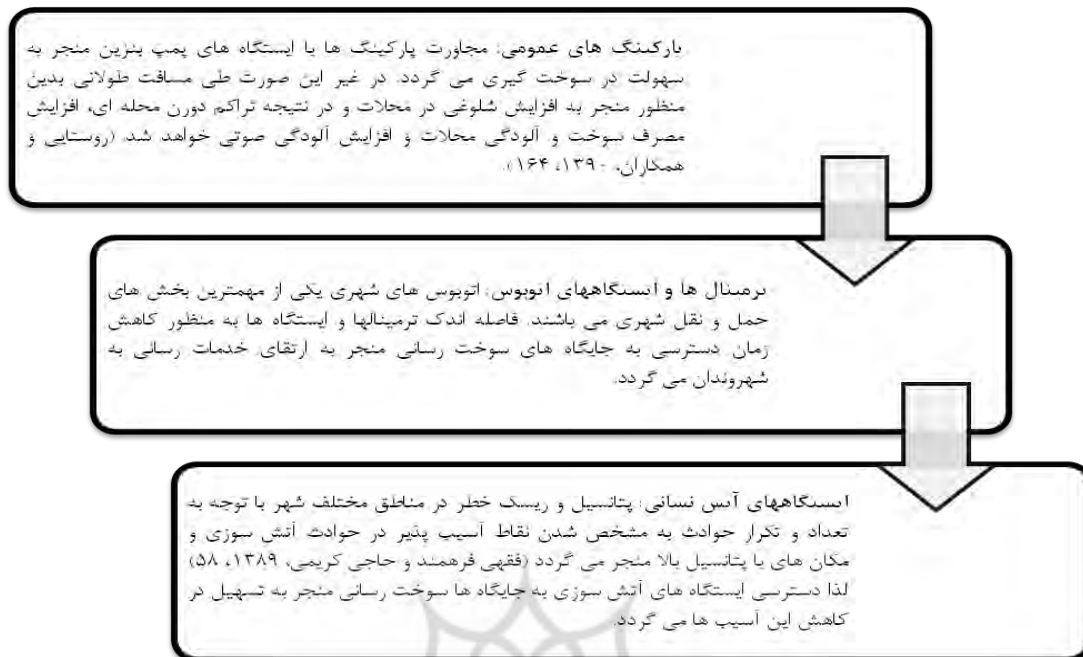 پارکینگ های عمومی: مجاورت پارکینگ ها با ایستگاه های پمپ بنزین منجر به
سهولت در سوخت گیری می گردد. در غیر این صورت طی مسافت طولانی بدین
منظور منجر به افزایش شلوغی در محلات و در نتیجه تراکم دورن محله ای، افزایش
مصرف سوخت و آلودگی محلات و افزایش آلودگی صوتی خواهد شد. (روستایی و
همکاران، ۱۳۹۰، ۱۶۴).
ترمینال ها و ایستگاههای اتوبوس: اتوبوس های شهری یکی از مهمترین بخش های
حمل و نقل شهری می باشند. فاصله اندک ترمینالها و ایستگاه ها به منظور کاهش
زمان دسترسی به جایگاه های سوخت رسانی منجر به ارتقای خدمات رسانی به
شهروندان می گردد.
ایستگاههای آتش نشانی: پتانسیل و ریسک خطر در مناطق مختلف شهر با توجه به
تعداد و تکرار حوادث به مشخص شدن نقاط آسیب پذیر در حوادث آتش سوزی و
مکان های با پتانسیل بالا منجر می گردد (فقهی فرهمند و حاجی کریمی، ۱۳۸۹، ۵۸)
لذا دسترسی ایستگاه های آتش سوزی به جایگاه ها سوخت رسانی منجر به تسهیل در
کاهش این آسیب ها می گردد.